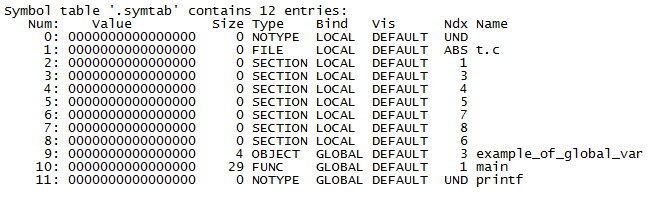 Symbol table '.symtab' contains 12 entries:
   Num:    Value          Size Type    Bind   Vis      Ndx Name
     0: 0000000000000000     0 NOTYPE  LOCAL  DEFAULT  UND
     1: 0000000000000000     0 FILE    LOCAL  DEFAULT  ABS t.c
     2: 0000000000000000     0 SECTION LOCAL  DEFAULT    1
     3: 0000000000000000     0 SECTION LOCAL  DEFAULT    3
     4: 0000000000000000     0 SECTION LOCAL  DEFAULT    4
     5: 0000000000000000     0 SECTION LOCAL  DEFAULT    5
     6: 0000000000000000     0 SECTION LOCAL  DEFAULT    7
     7: 0000000000000000     0 SECTION LOCAL  DEFAULT    8
     8: 0000000000000000     0 SECTION LOCAL  DEFAULT    6
     9: 0000000000000000     4 OBJECT  GLOBAL DEFAULT    3 example_of_global_var
    10: 0000000000000000    29 FUNC    GLOBAL DEFAULT    1 main
    11: 0000000000000000     0 NOTYPE  GLOBAL DEFAULT  UND printf